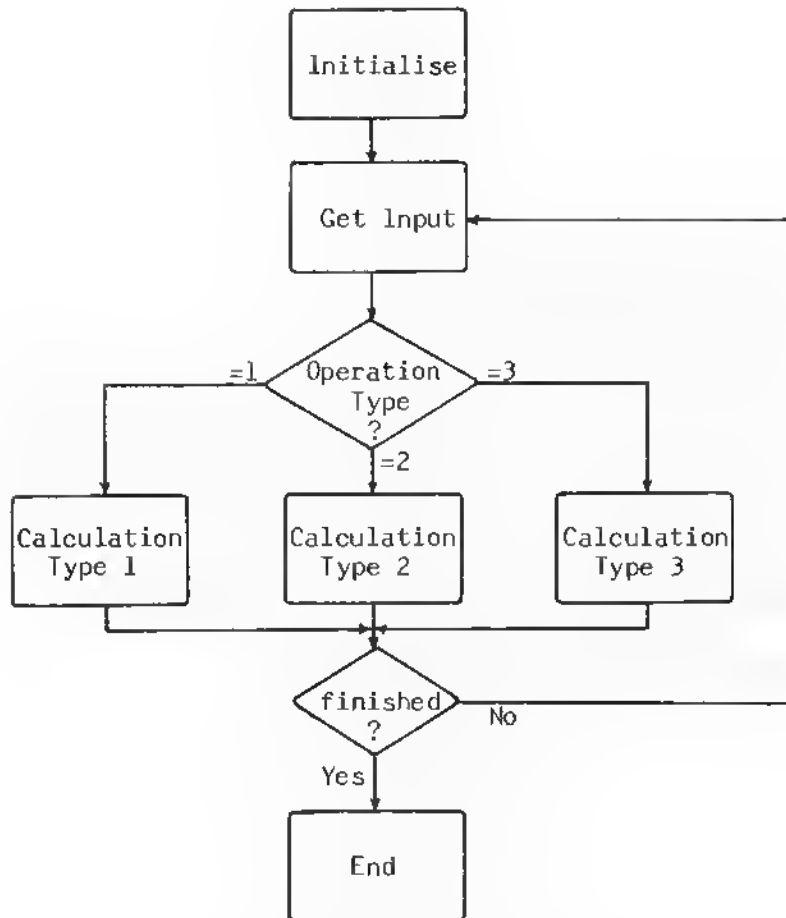 Initialise
Get Input
Operation
Type
?
=1
=3
=2
Calculation
Type 1
Calculation
Type 2
Calculation
Type 3
finished
?
No
Yes
End